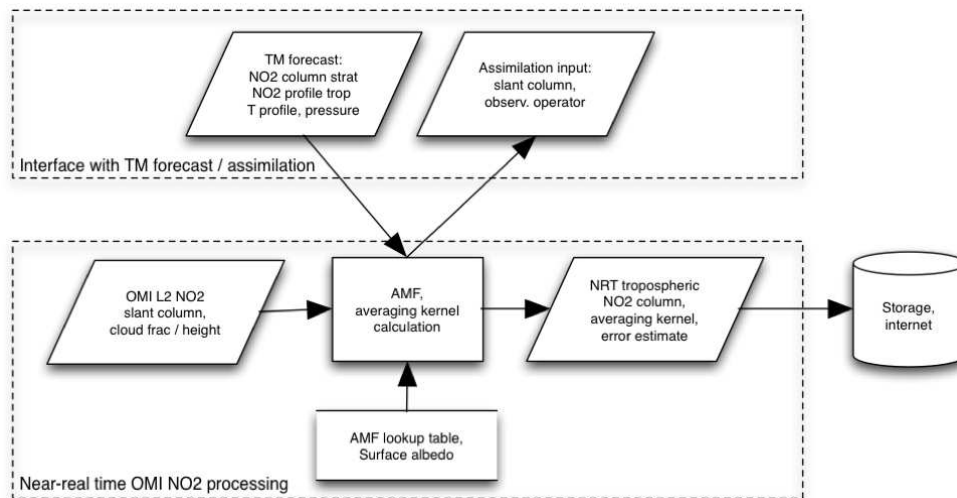 TM forecast:
NO2 column strat
NO2 profile trop
T profile, pressure
Assimilation input:
slant column,
observ. operator
Interface with TM forecast / assimilation
OMI L2 NO2
slant column,
cloud frac / height
AMF,
averaging kernel
calculation
NRT tropospheric
NO2 column,
averaging kernel,
error estimate
Storage,
internet
AMF lookup table,
Surface albedo
Near-real time OMI NO2 processing